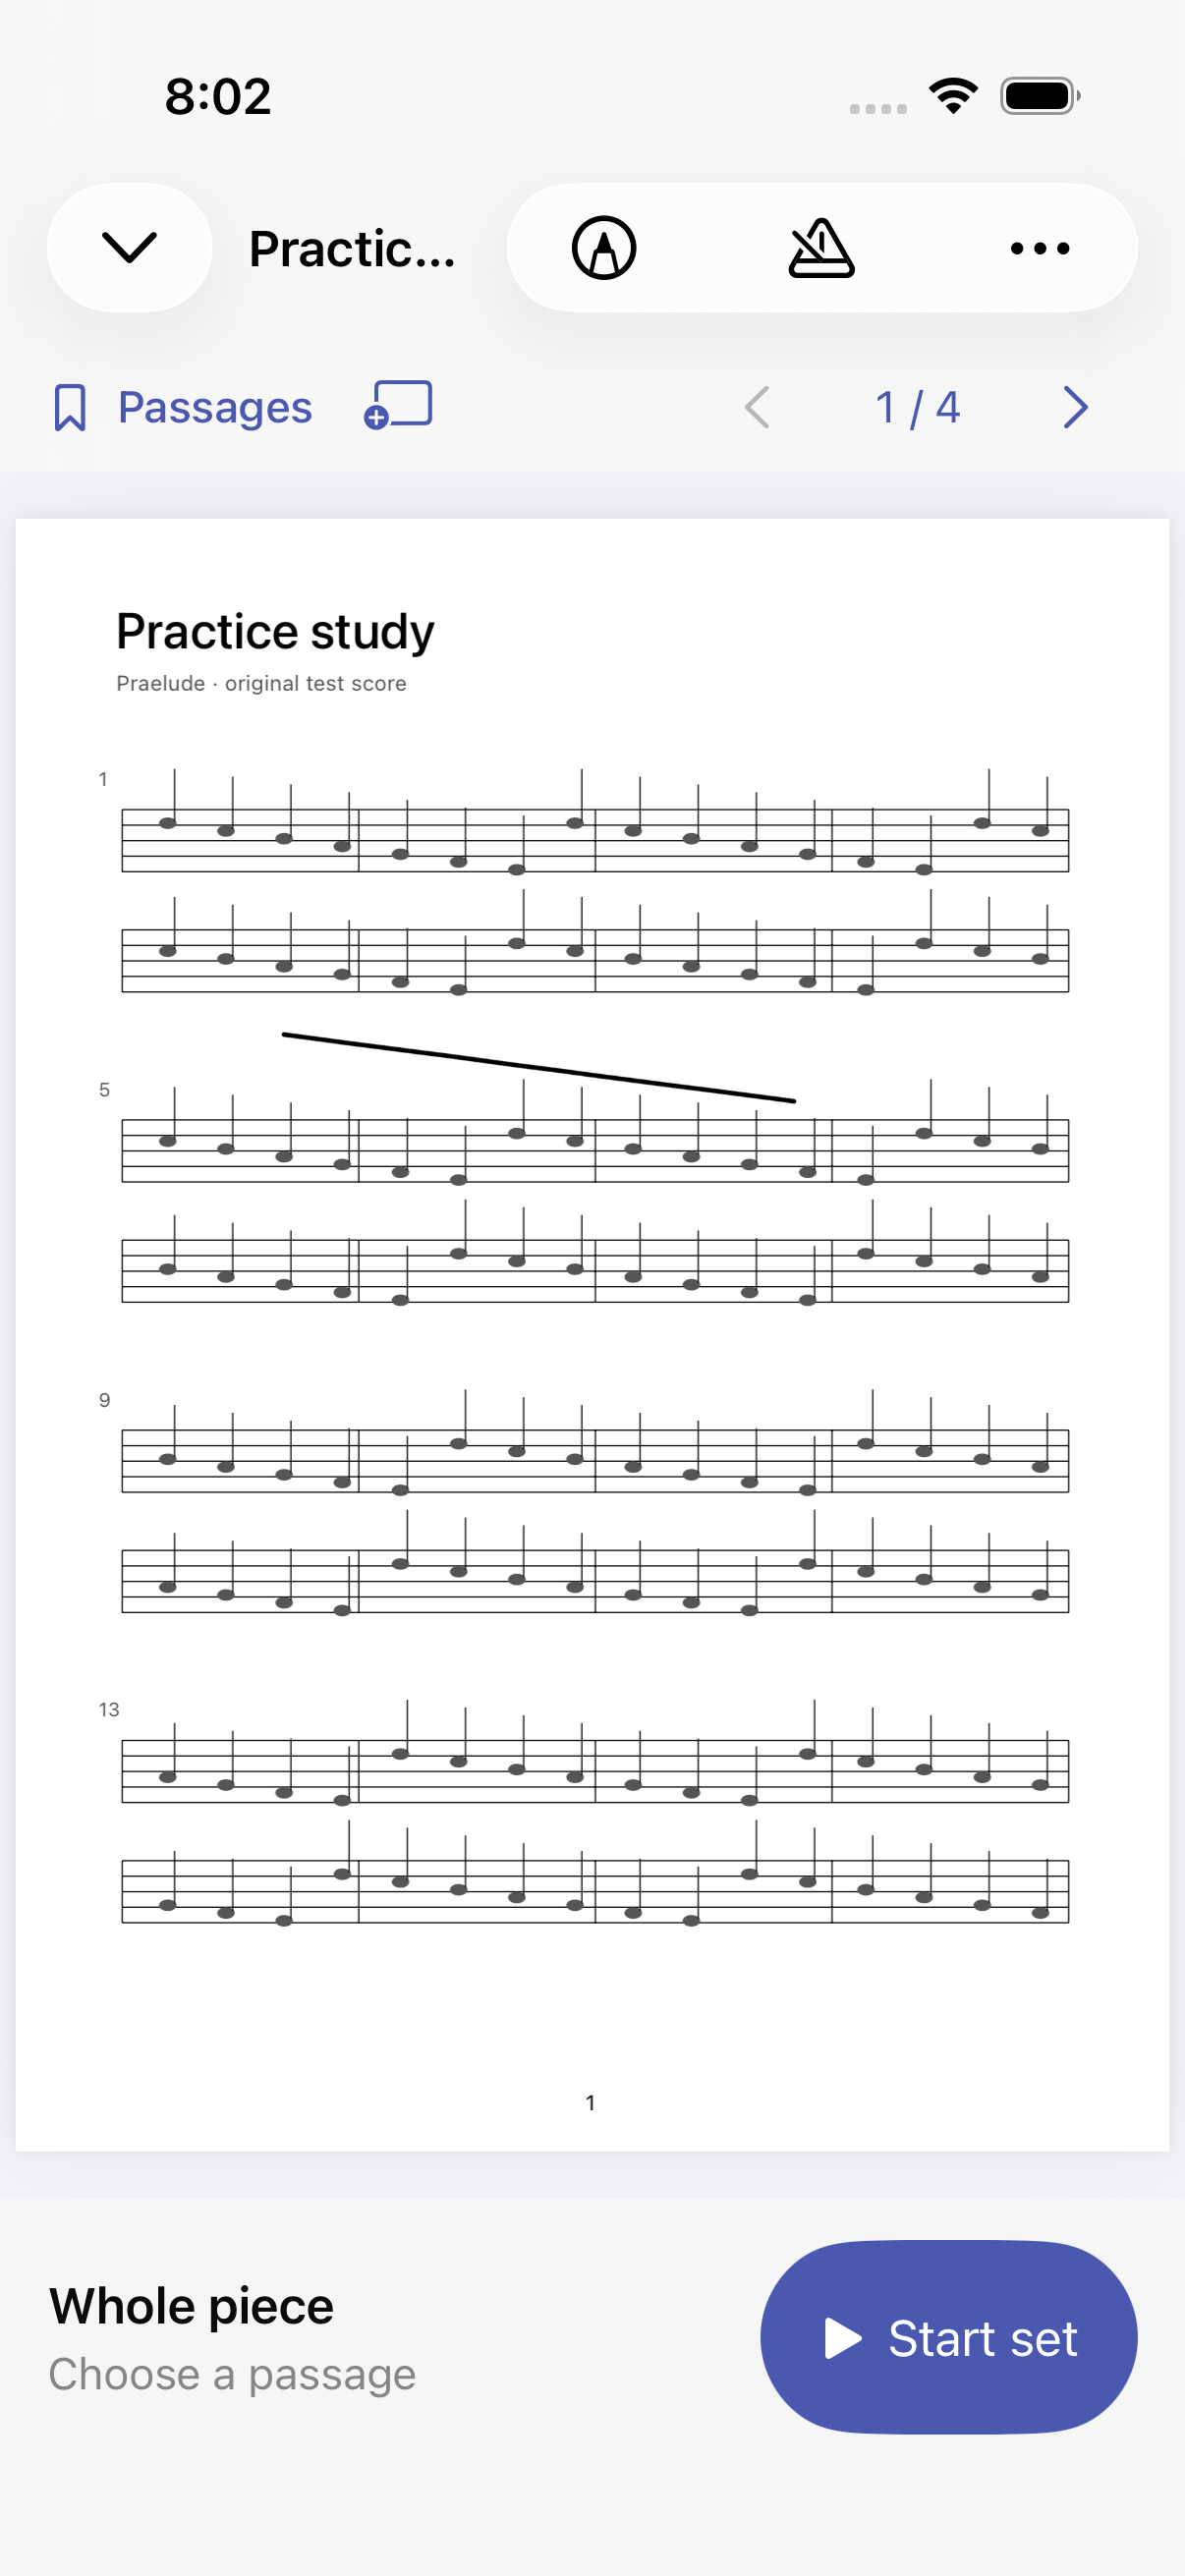 8:02
Practic...
Passages
1 / 4
Practice study
Praelude · original test score
1
5
9
13
1
Whole piece
Choose a passage
Start set